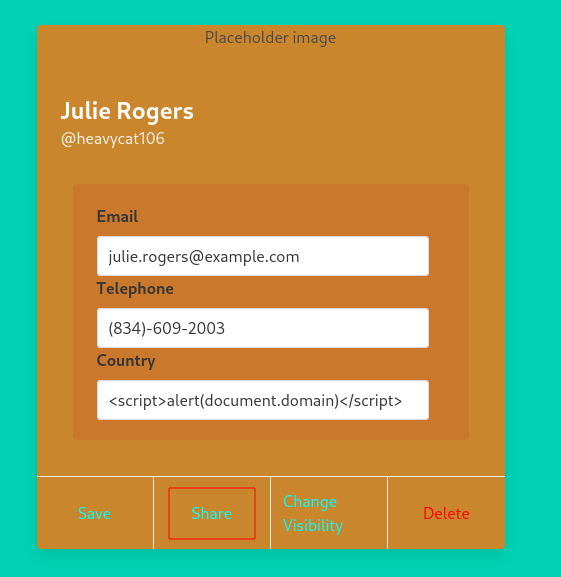 Placeholder image
Julie Rogers
@heavycat106
Email
julie.rogers@example.com
Telephone
(834)-609-2003
Country
<script>alert(document.domain)</script>
Save
Share
Change
Visibility
Delete